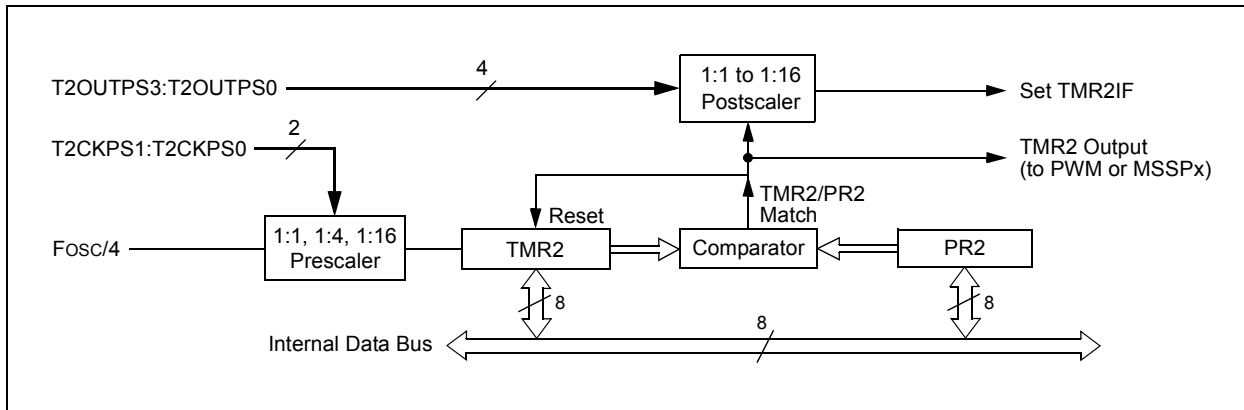 T2OUTPS3:T2OUTPS0
4
1:1 to 1:16
Postscaler
Set TMR2IF
T2CKPS1:T2CKPS0
2
TMR2 Output
(to PWM or MSSPx)
TMR2/PR2
Match
Reset
FOSC/4
1:1, 1:4, 1:16
Prescaler
TMR2
Comparator
PR2
8
8
8
Internal Data Bus